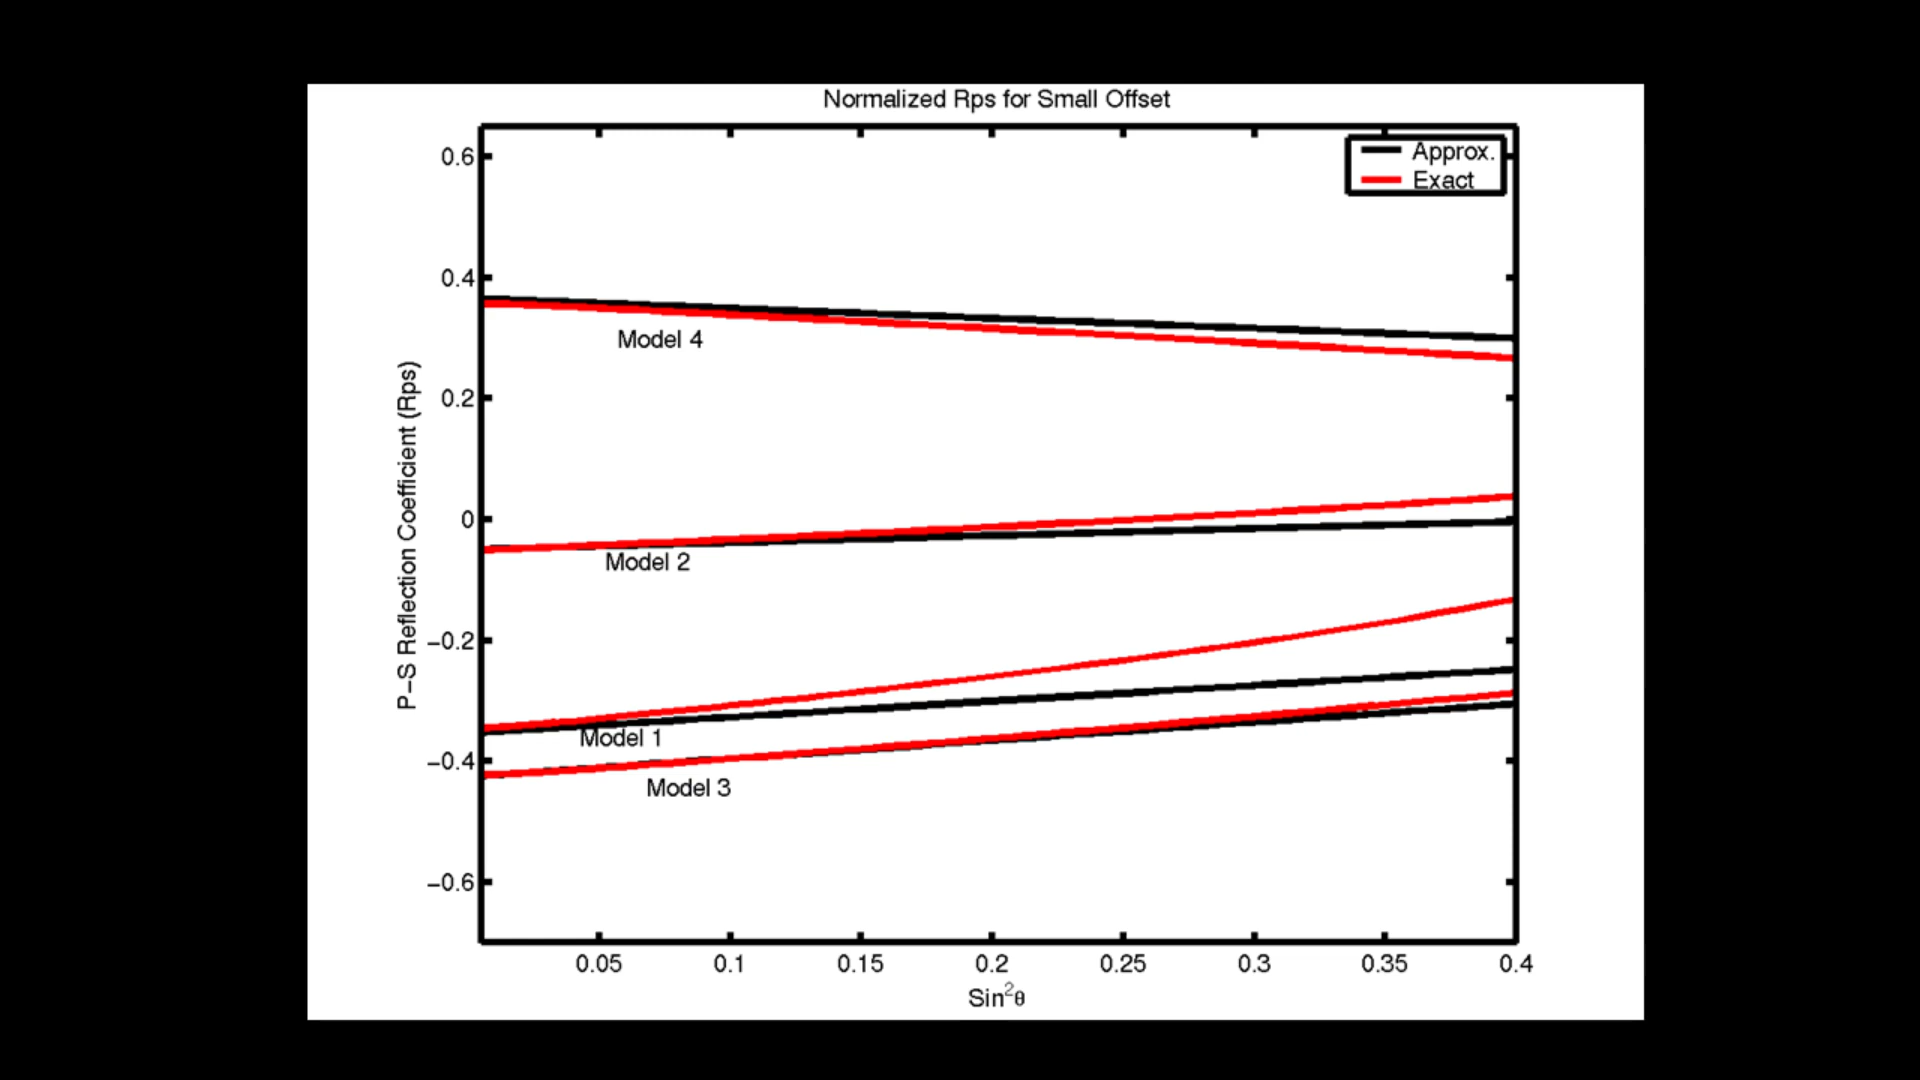 Normalized Rps for Small Offset
Approx.
Exact
0.6
0.4
0.2
0
−0.2
−0.4
−0.6
P−S Reflection Coefficient (Rps)
Model 4
Model 2
Model 1
Model 3
0.05 0.1 0.15 0.2 0.25 0.3 0.35 0.4
Sin²θ